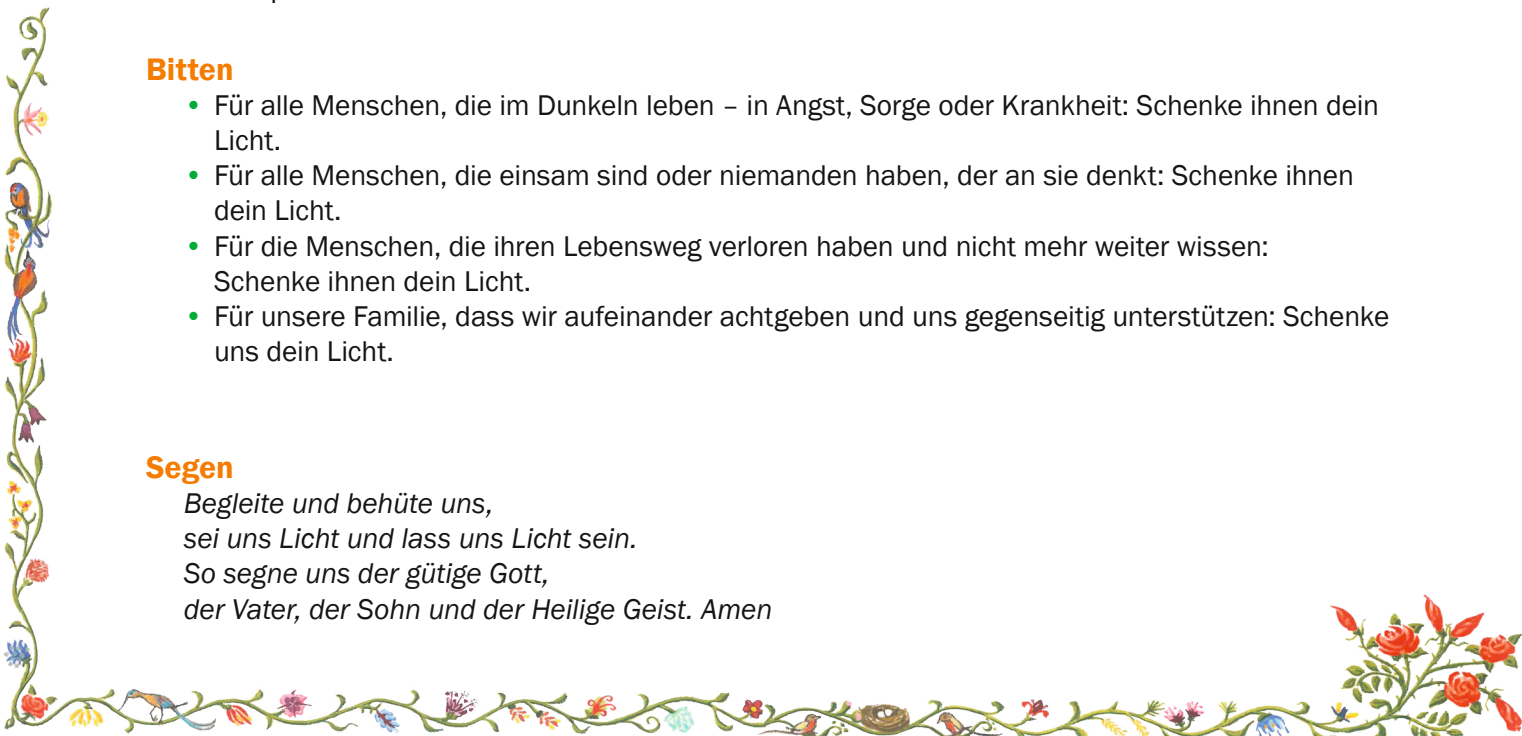 Bitten
• Für alle Menschen, die im Dunkeln leben – in Angst, Sorge oder Krankheit: Schenke ihnen dein
Licht.
• Für alle Menschen, die einsam sind oder niemanden haben, der an sie denkt: Schenke ihnen
dein Licht.
• Für die Menschen, die ihren Lebensweg verloren haben und nicht mehr weiter wissen:
Schenke ihnen dein Licht.
• Für unsere Familie, dass wir aufeinander achtgeben und uns gegenseitig unterstützen: Schenke
uns dein Licht.
Segen
Begleite und behüte uns,
sei uns Licht und lass uns Licht sein.
So segne uns der gütige Gott,
der Vater, der Sohn und der Heilige Geist. Amen